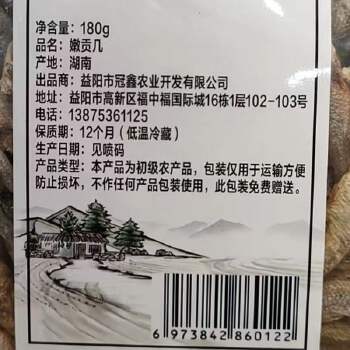 净含量：180g
品名：嫩贡几
产地：湖南
出品商：益阳市冠鑫农业开发有限公司
地址：益阳市高新区福中福国际城16栋1层102-103号
电话：13875361125
保质期：12个月（低温冷藏）
生产日期：见喷码
产品类型：本产品为初级农产品，包装仅用于运输方便
防止损坏，不作任何产品包装使用，此包装免费赠送。
6 973842 860122